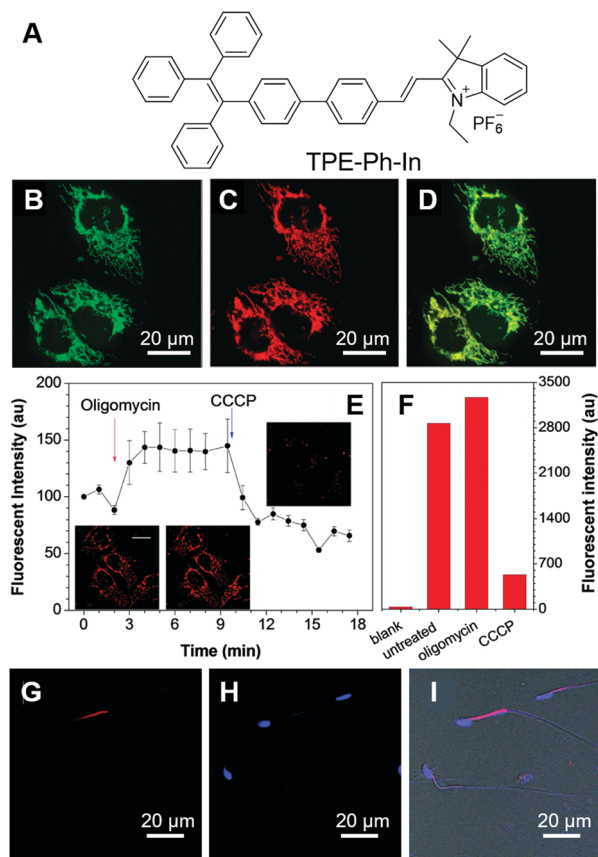 A
N
+
PF6−
TPE-Ph-In
B
20 µm
C
20 µm
D
20 µm
200
150
100
50
0
Fluorescent Intensity (au)
Oligomycin
CCCP
E
0 3 6 9 12 15 18
Time (min)
F
3500
2800
2100
1400
700
0
Fluorescent Intensity (au)
blank
untreated
oligomycin
CCCP
G
20 µm
H
20 µm
I
20 µm